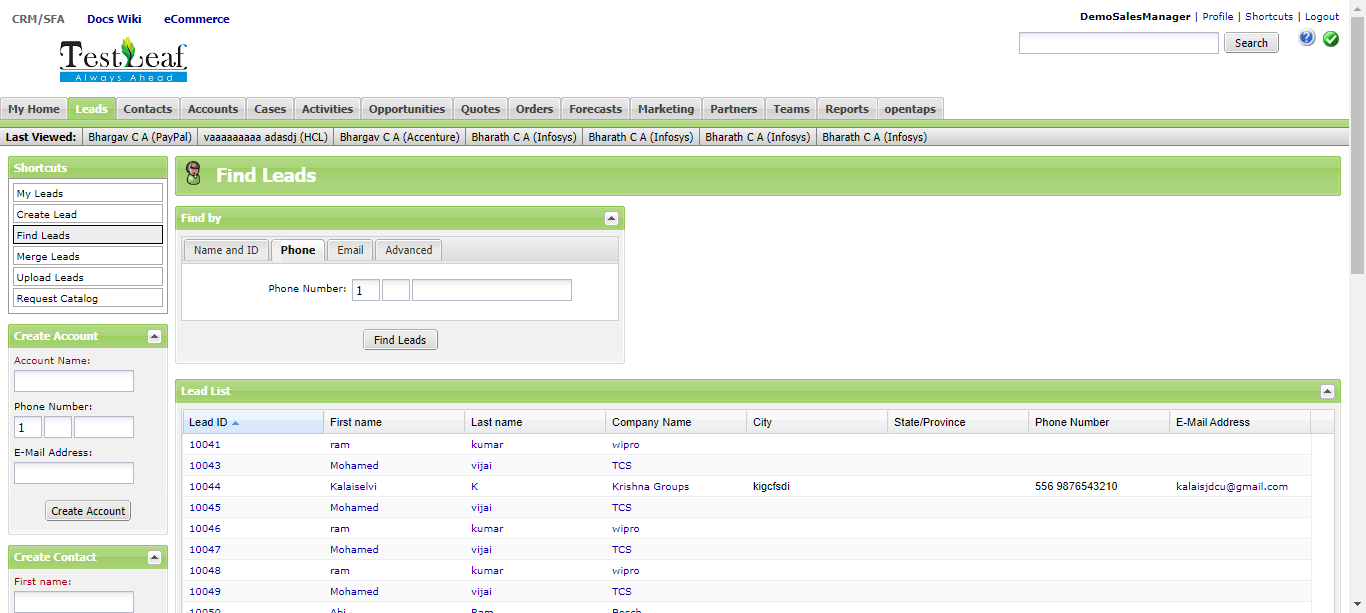 CRM/SFA Docs Wiki eCommerce
DemoSalesManager | Profile | Shortcuts | Logout
TestLeaf
Always Ahead
Search
?
My Home Leads Contacts Accounts Cases Activities Opportunities Quotes Orders Forecasts Marketing Partners Teams Reports opentaps
Last Viewed: Bhargav C A (PayPal) vaaaaaaaaa adasdj (HCL) Bhargav C A (Accenture) Bharath C A (Infosys) Bharath C A (Infosys) Bharath C A (Infosys) Bharath C A (Infosys)
Shortcuts
My Leads
Create Lead
Find Leads
Merge Leads
Upload Leads
Request Catalog
Create Account
Account Name:
Phone Number:
1
E-Mail Address:
Create Account
Create Contact
First name:
Find Leads
Find by
Name and ID Phone Email Advanced
Phone Number: 1
Find Leads
Lead List
Lead ID First name Last name Company Name City State/Province Phone Number E-Mail Address
10041 ram kumar wipro
10043 Mohamed vijai TCS
10044 Kalaiselvi K Krishna Groups kigcfsdi 556 9876543210 kalaisjdcu@gmail.com
10045 Mohamed vijai TCS
10046 ram kumar wipro
10047 Mohamed vijai TCS
10048 ram kumar wipro
10049 Mohamed vijai TCS
10050 Abi Ram Bosch